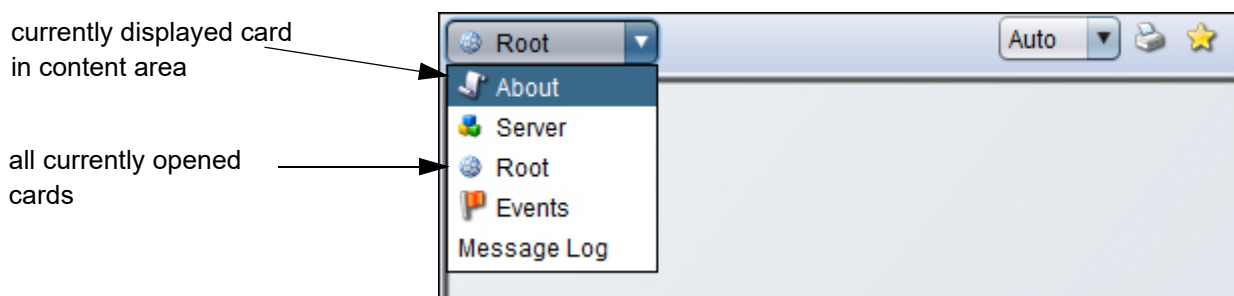 currently displayed card
in content area
all currently opened
cards
Root
Auto
About
Server
Root
Events
Message Log